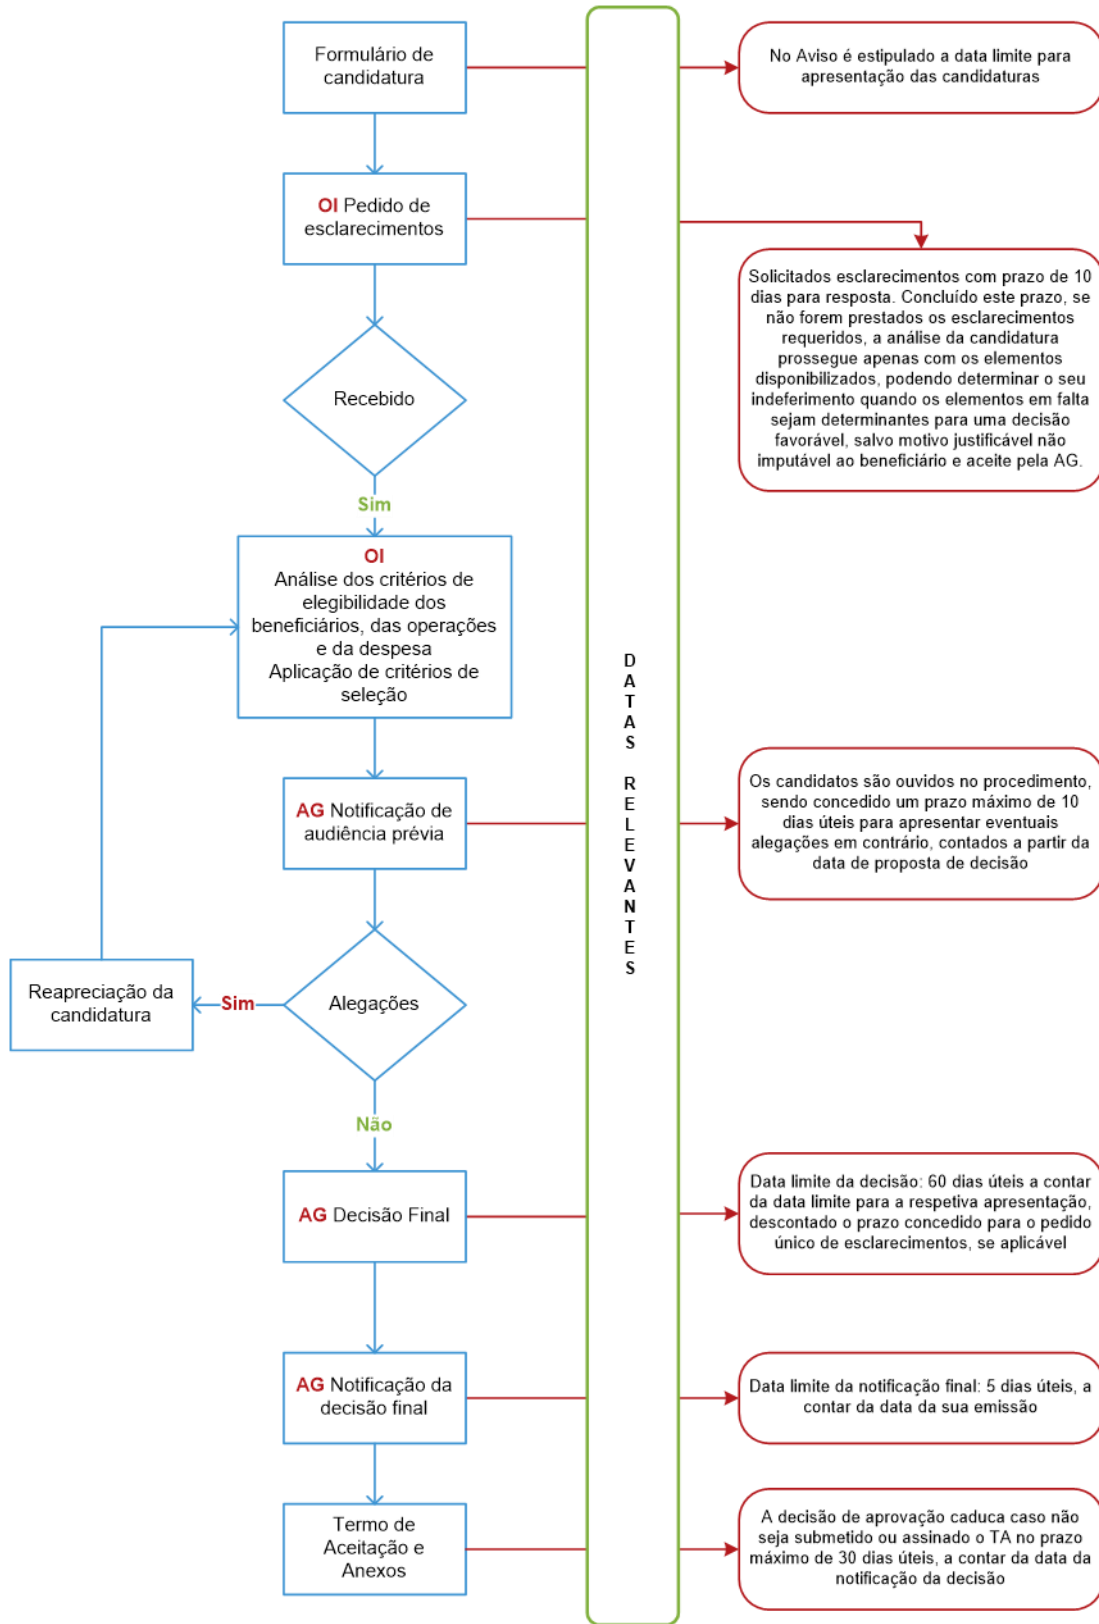 Formulário de
candidatura
No Aviso é estipulado a data limite para
apresentação das candidaturas
OI Pedido de
esclarecimentos
Solicitados esclarecimentos com prazo de 10
dias para resposta. Concluído este prazo, se
não forem prestados os esclarecimentos
requeridos, a análise da candidatura
prossegue apenas com os elementos
disponibilizados, podendo determinar o seu
indeferimento quando os elementos em falta
sejam determinantes para uma decisão
favorável, salvo motivo justificável não
imputável ao beneficiário e aceite pela AG.
Recebido
Sim
OI
Análise dos critérios de
elegibilidade dos
beneficiários, das operações
e da despesa
Aplicação de critérios de
seleção
DATAS RELEVANTES
AG Notificação de
audiência prévia
Os candidatos são ouvidos no procedimento,
sendo concedido um prazo máximo de 10
dias úteis para apresentar eventuais
alegações em contrário, contados a partir da
data de proposta de decisão
Alegações
Sim
Reapreciação da
candidatura
Não
AG Decisão Final
Data limite da decisão: 60 dias úteis a contar
da data limite para a respetiva apresentação,
descontado o prazo concedido para o pedido
único de esclarecimentos, se aplicável
AG Notificação da
decisão final
Data limite da notificação final: 5 dias úteis, a
contar da data da sua emissão
Termo de
Aceitação e
Anexos
A decisão de aprovação caduca caso não
seja submetido ou assinado o TA no prazo
máximo de 30 dias úteis, a contar da data da
notificação da decisão